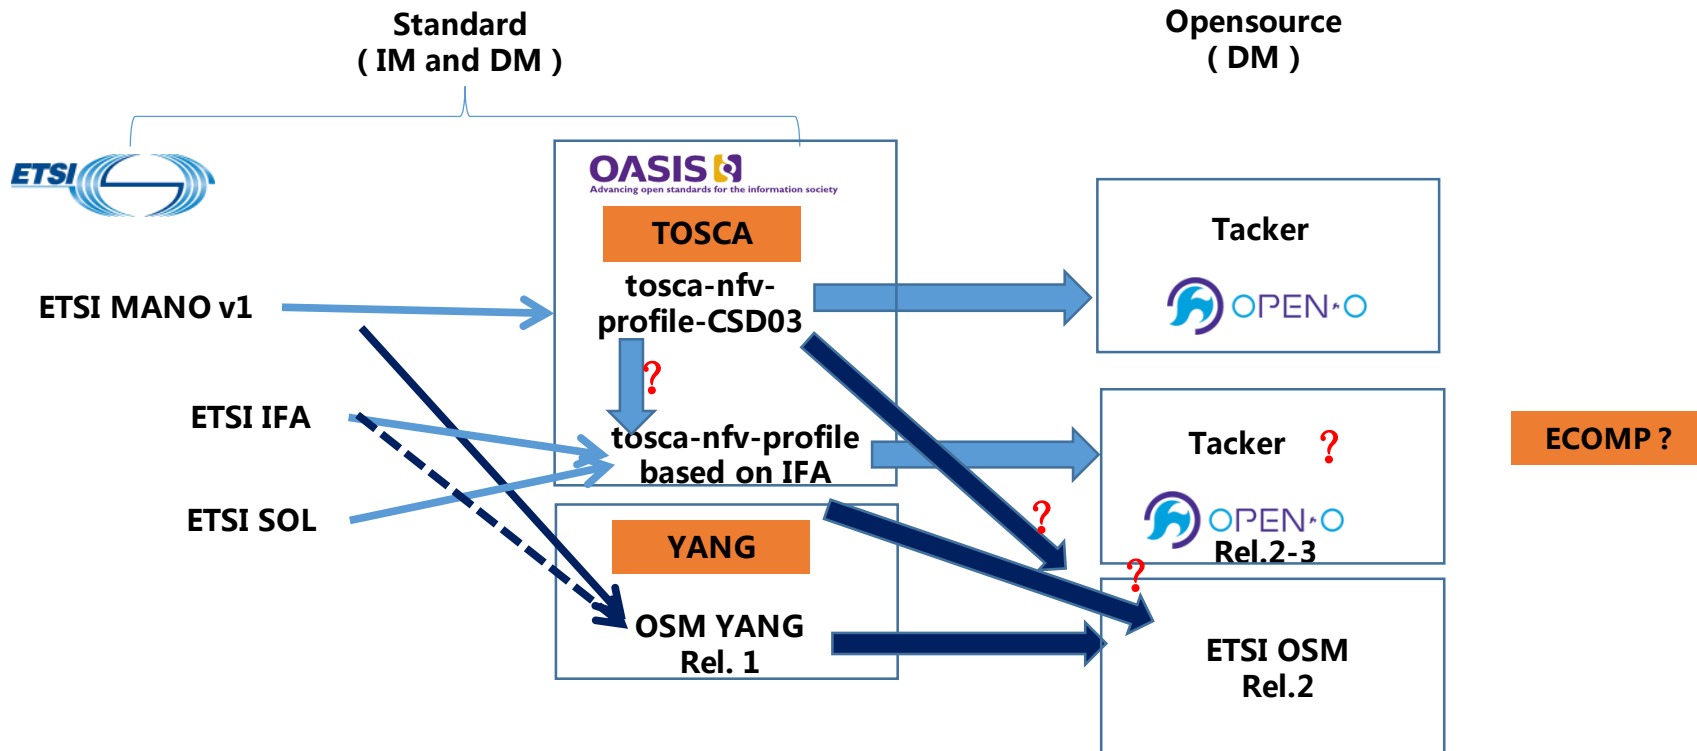 Standard
( IM and DM )
Opensource
( DM )
ETSI
OASIS
Advancing open standards for the information society
TOSCA
tosca-nfv-
profile-CSD03
Tacker
OPEN-O
ETSI MANO v1
?
ETSI IFA
tosca-nfv-profile
based on IFA
Tacker ?
OPEN-O
Rel.2-3
ECOMP ?
ETSI SOL
?
YANG
?
OSM YANG
Rel. 1
ETSI OSM
Rel.2